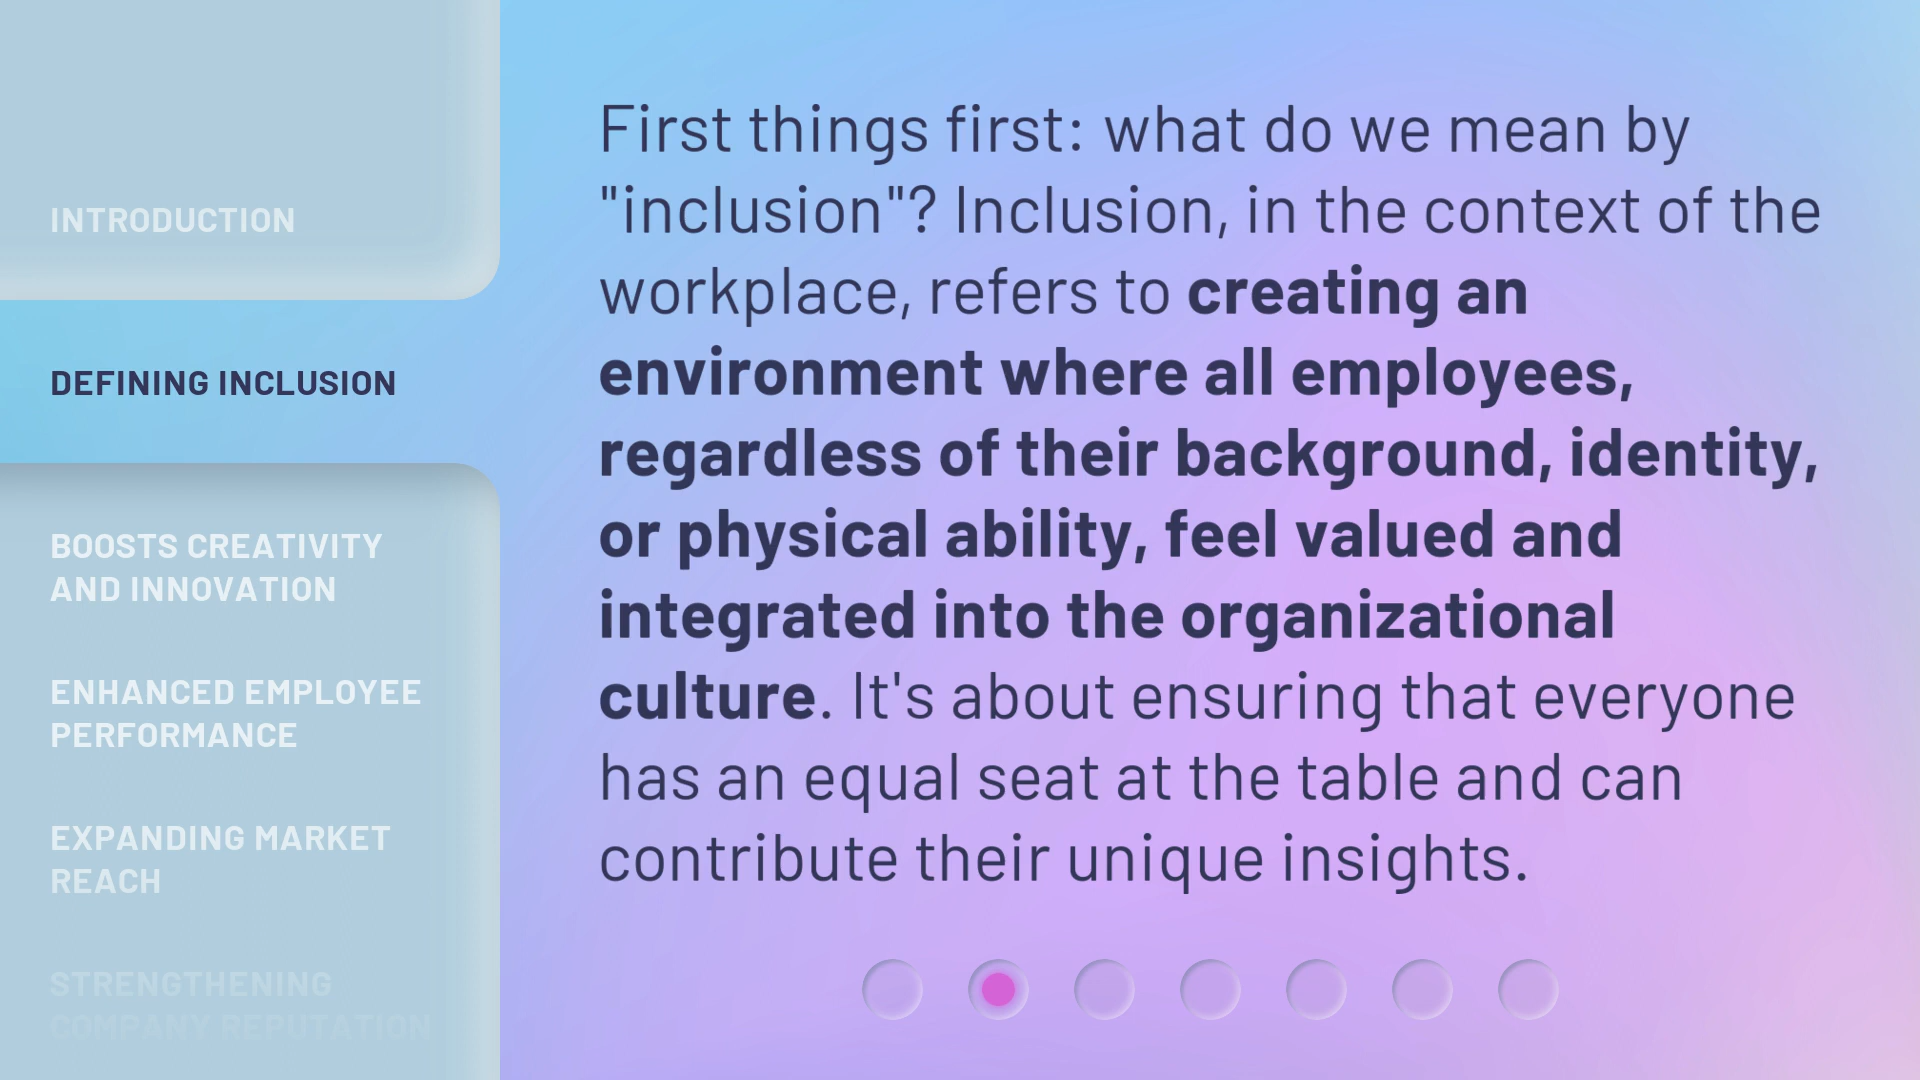 INTRODUCTION
DEFINING INCLUSION
BOOSTS CREATIVITY
AND INNOVATION
ENHANCED EMPLOYEE
PERFORMANCE
EXPANDING MARKET
REACH
STRENGTHENING
COMPANY REPUTATION
First things first: what do we mean by
"inclusion"? Inclusion, in the context of the
workplace, refers to creating an
environment where all employees,
regardless of their background, identity,
or physical ability, feel valued and
integrated into the organizational
culture. It's about ensuring that everyone
has an equal seat at the table and can
contribute their unique insights.